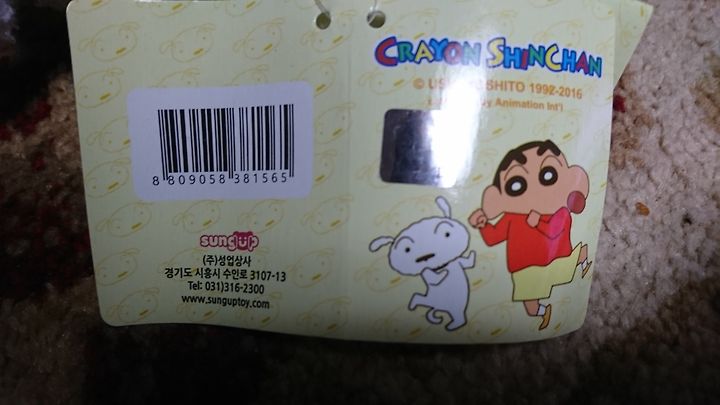 8 809058 381565
sungup
(주)성업상사
경기도 시흥시 수인로 3107-13
Tel: 031)316-2300
www.sunguptoy.com
CRAYON SHINCHAN
© SHITO 1992-2016
Animation Int')